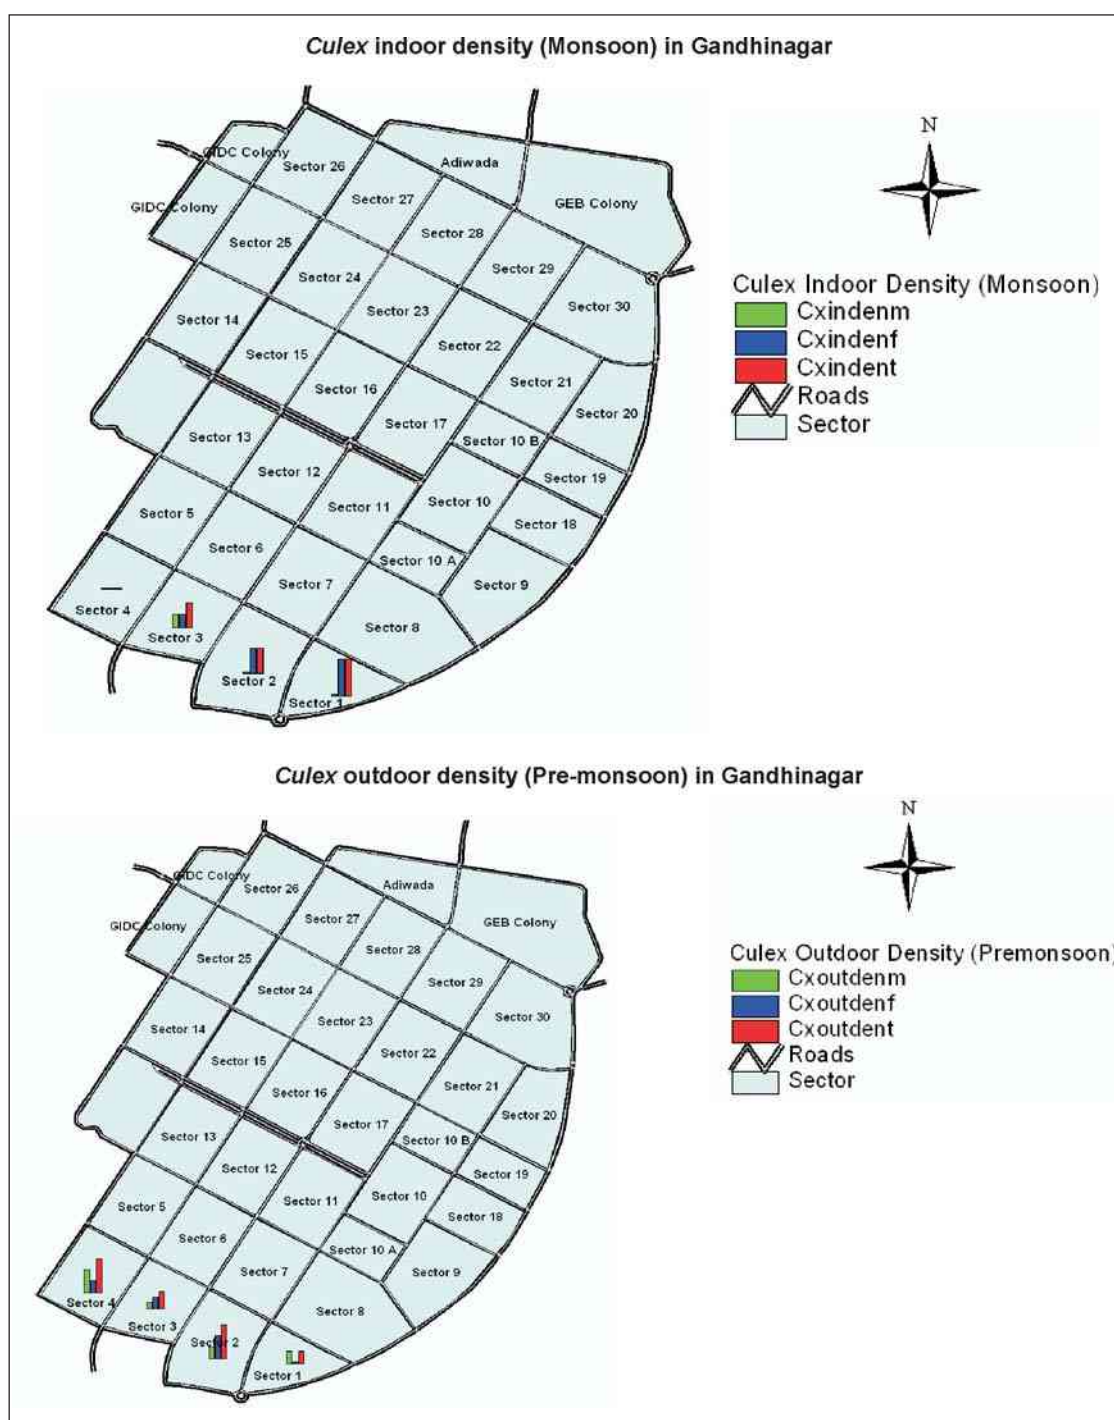 Culex indoor density (Monsoon) in Gandhinagar
N
GIDC Colony
Sector 26
Adiwada
GIDC Colony
Sector 27
GEB Colony
Sector 25
Sector 28
Sector 24
Sector 29
Sector 14
Sector 23
Sector 30
Sector 15
Sector 22
Sector 16
Sector 21
Sector 13
Sector 17
Sector 20
Sector 12
Sector 10 B
Sector 5
Sector 11
Sector 10
Sector 19
Sector 6
Sector 10 A
Sector 18
Sector 4
Sector 7
Sector 9
Sector 3
Sector 8
Sector 2
Sector 1
Culex Indoor Density (Monsoon)
Cxindenm
Cxindenf
Cxindent
Roads
Sector
Culex outdoor density (Pre-monsoon) in Gandhinagar
N
GIDC Colony
Sector 26
Adiwada
GIDC Colony
Sector 27
GEB Colony
Sector 25
Sector 28
Sector 24
Sector 29
Sector 14
Sector 23
Sector 30
Sector 15
Sector 22
Sector 16
Sector 21
Sector 13
Sector 17
Sector 20
Sector 12
Sector 10 B
Sector 5
Sector 11
Sector 10
Sector 19
Sector 6
Sector 10 A
Sector 18
Sector 4
Sector 7
Sector 9
Sector 3
Sector 8
Sector 2
Sector 1
Culex Outdoor Density (Premonsoon)
Cxoutdenm
Cxoutdenf
Cxoutdent
Roads
Sector